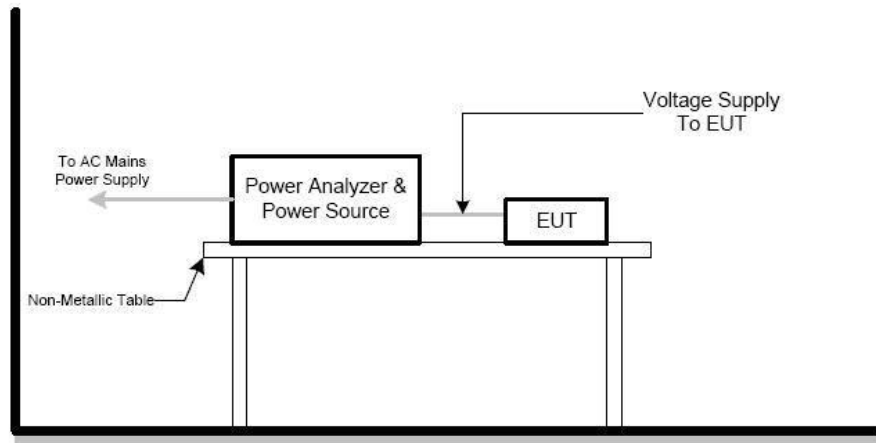 Voltage Supply
To EUT
To AC Mains
Power Supply
Power Analyzer &
Power Source
EUT
Non-Metallic Table